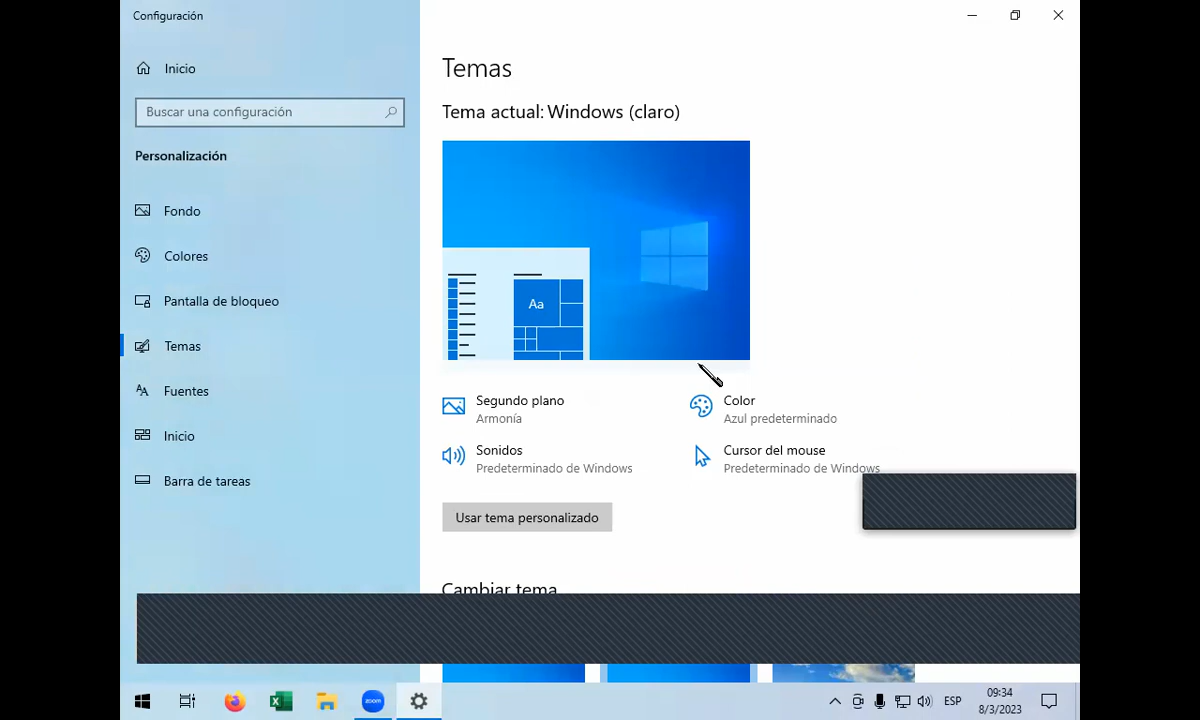 Configuración
Inicio
Buscar una configuración
Personalización
Fondo
Colores
Pantalla de bloqueo
Temas
Fuentes
Inicio
Barra de tareas
Temas
Tema actual: Windows (claro)
Aa
Segundo plano
Armonía
Color
Azul predeterminado
Sonidos
Predeterminado de Windows
Cursor del mouse
Predeterminado de Windows
Usar tema personalizado
Cambiar tema
zoom
ESP
09:34
8/3/2023